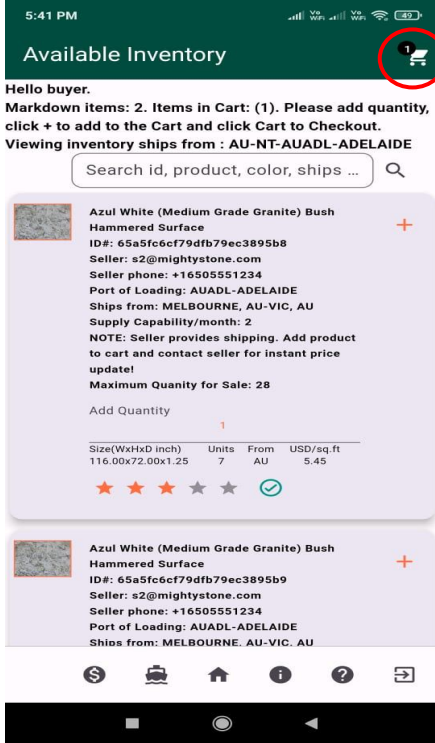 5:41 PM
Vo WiFi Vo WiFi 49
Available Inventory
1
Hello buyer.
Markdown items: 2. Items in Cart: (1). Please add quantity,
click + to add to the Cart and click Cart to Checkout.
Viewing inventory ships from : AU-NT-AUADL-ADELAIDE
Search id, product, color, ships ...
Azul White (Medium Grade Granite) Bush
Hammered Surface
ID#: 65a5fc6cf79dfb79ec3895b8
Seller: s2@mightystone.com
Seller phone: +16505551234
Port of Loading: AUADL-ADELAIDE
Ships from: MELBOURNE, AU-VIC, AU
Supply Capability/month: 2
NOTE: Seller provides shipping. Add product
to cart and contact seller for instant price
update!
Maximum Quanity for Sale: 28
Add Quantity
1
Size(WxHxD inch) Units From USD/sq.ft
116.00x72.00x1.25 7 AU 5.45
Azul White (Medium Grade Granite) Bush
Hammered Surface
ID#: 65a5fc6cf79dfb79ec3895b9
Seller: s2@mightystone.com
Seller phone: +16505551234
Port of Loading: AUADL-ADELAIDE
Ships from: MELBOURNE, AU-VIC, AU